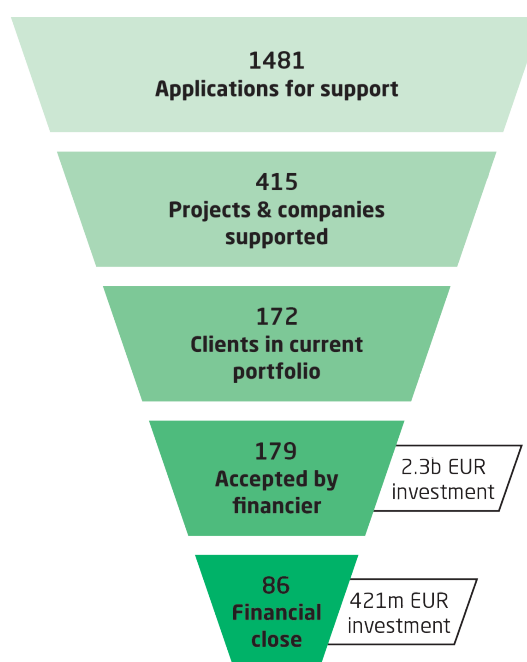 1481
Applications for support
415
Projects & companies
supported
172
Clients in current
portfolio
179
Accepted by
financier
2.3b EUR
investment
86
Financial
close
421m EUR
investment